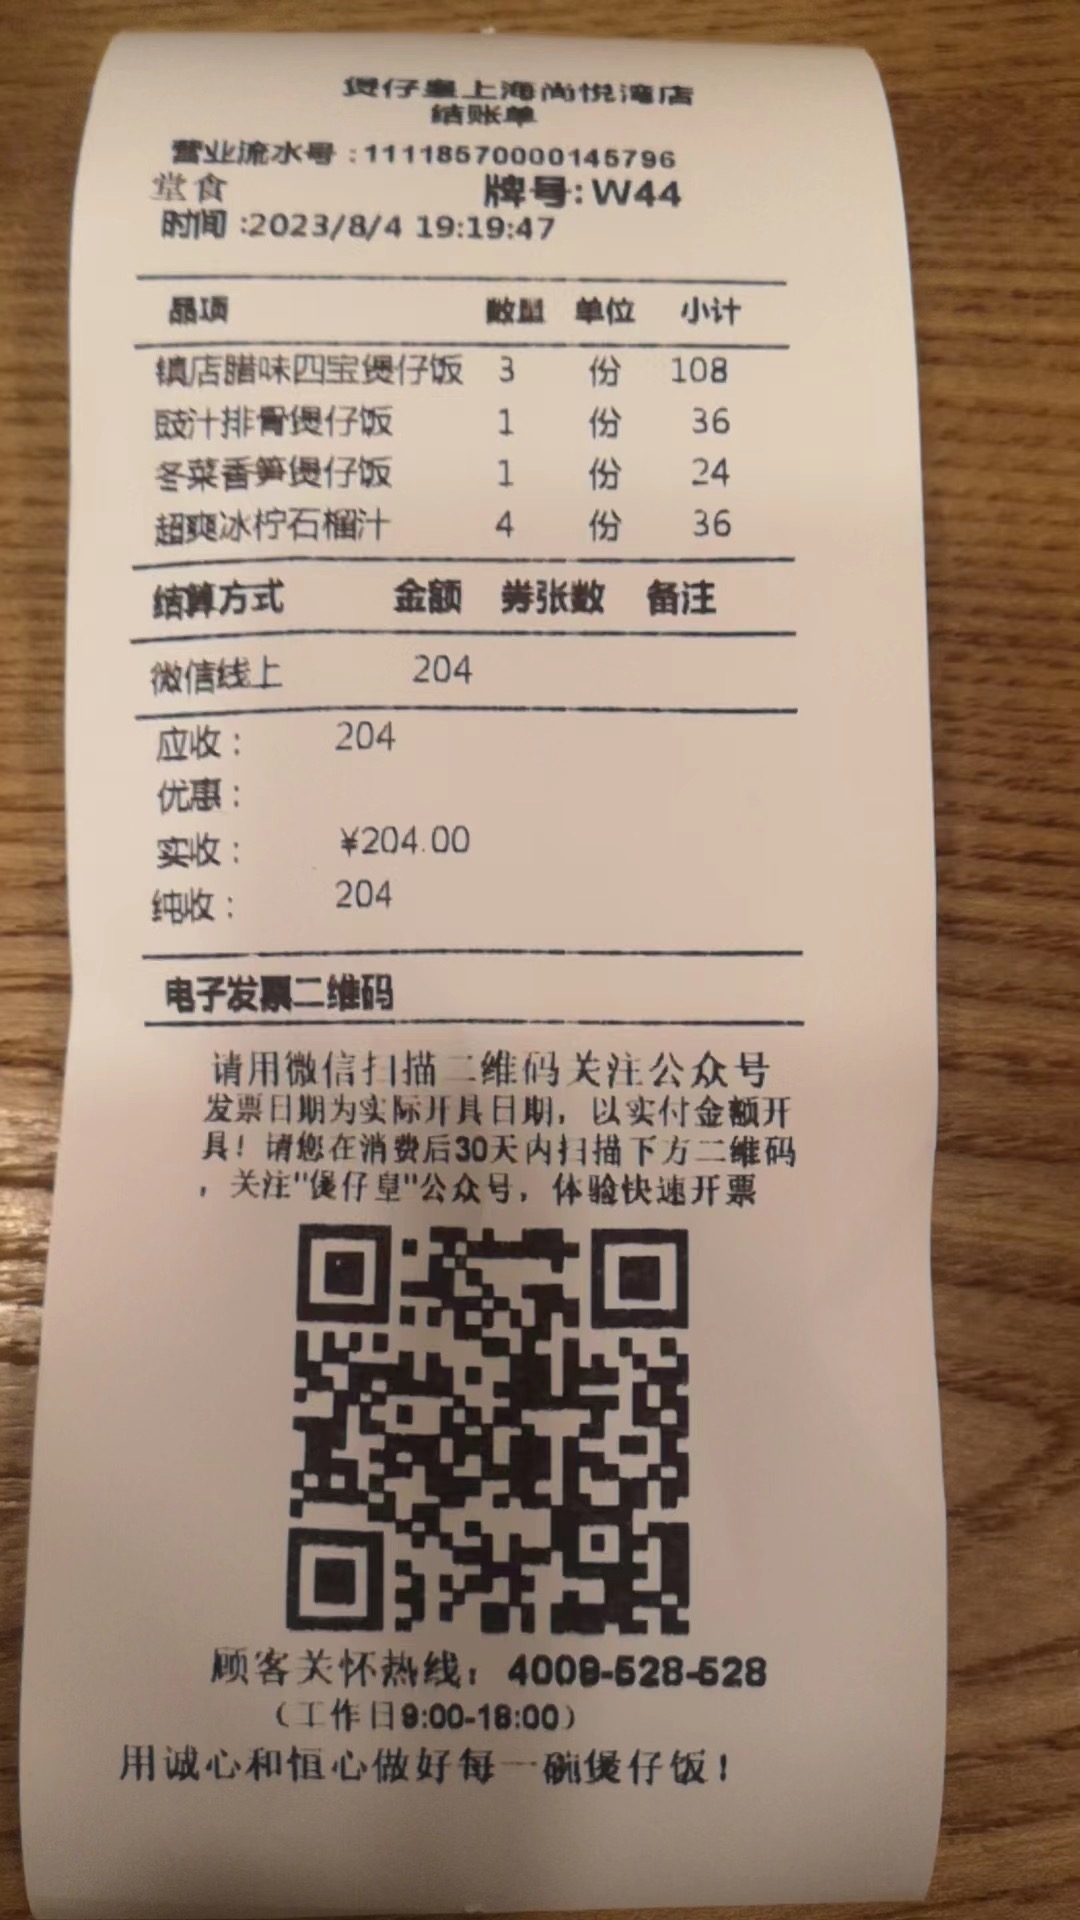 煲仔皇上海尚悦湾店
结账单
营业流水号:11118570000145796
堂食 牌号:W44
时间:2023/8/4 19:19:47
品项 数量 单位 小计
镇店腊味四宝煲仔饭 3 份 108
豉汁排骨煲仔饭 1 份 36
冬菜香笋煲仔饭 1 份 24
超爽冰柠石榴汁 4 份 36
结算方式 金额 券张数 备注
微信线上 204
应收: 204
优惠:
实收: ¥204.00
纯收: 204
电子发票二维码
请用微信扫描二维码关注公众号
发票日期为实际开具日期，以实付金额开
具！请您在消费后30天内扫描下方二维码
，关注"煲仔皇"公众号，体验快速开票
顾客关怀热线：4009-528-528
（工作日9:00-18:00）
用诚心和恒心做好每一碗煲仔饭！